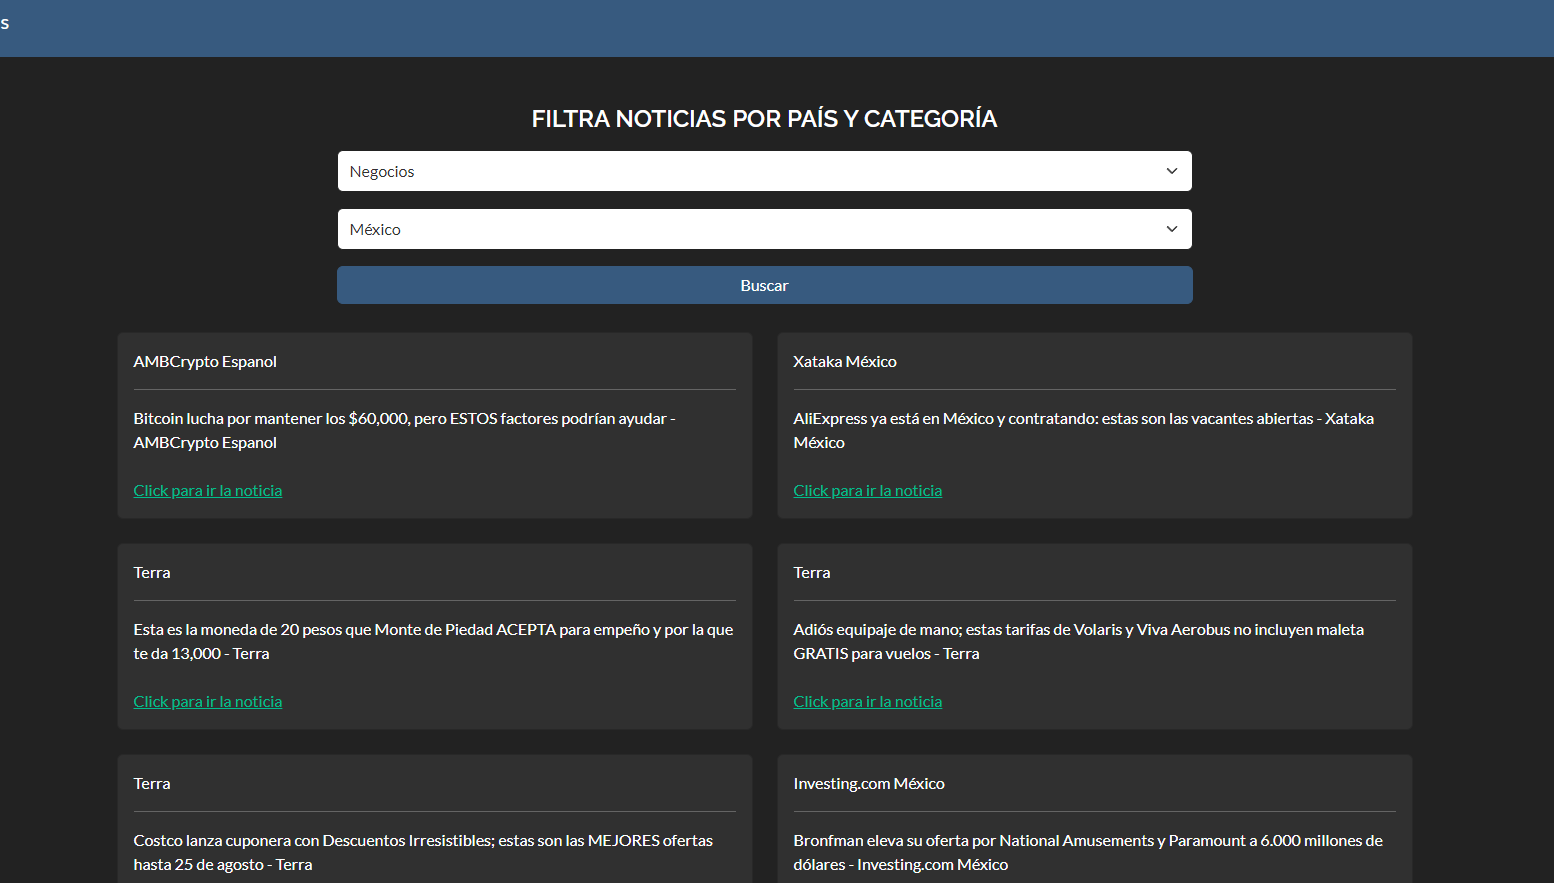 s
FILTRA NOTICIAS POR PAÍS Y CATEGORÍA
Negocios
México
Buscar
AMBCrypto Espanol
Bitcoin lucha por mantener los $60,000, pero ESTOS factores podrían ayudar -
AMBCrypto Espanol
Click para ir la noticia
Xataka México
AliExpress ya está en México y contratando: estas son las vacantes abiertas - Xataka
México
Click para ir la noticia
Terra
Esta es la moneda de 20 pesos que Monte de Piedad ACEPTA para empeño y por la que
te da 13,000 - Terra
Click para ir la noticia
Terra
Adiós equipaje de mano; estas tarifas de Volaris y Viva Aerobus no incluyen maleta
GRATIS para vuelos - Terra
Click para ir la noticia
Terra
Costco lanza cuponera con Descuentos Irresistibles; estas son las MEJORES ofertas
hasta 25 de agosto - Terra
Investing.com México
Bronfman eleva su oferta por National Amusements y Paramount a 6.000 millones de
dólares - Investing.com México